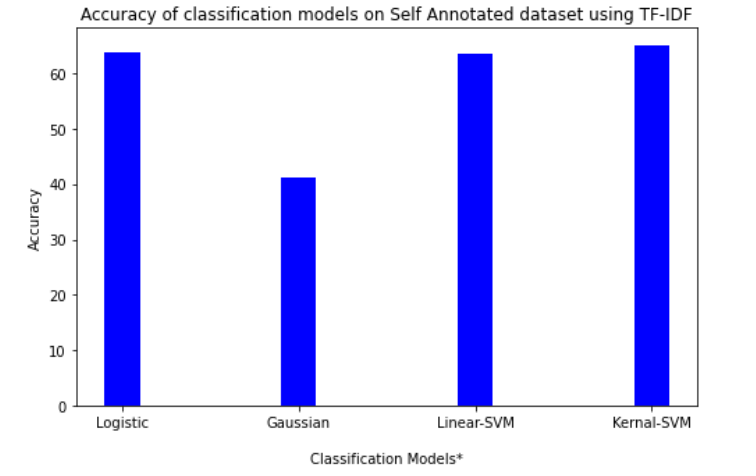 Accuracy of classification models on Self Annotated dataset using TF-IDF
60
50
40
30
20
10
0
Accuracy
Logistic Gaussian Linear-SVM Kernal-SVM
Classification Models*